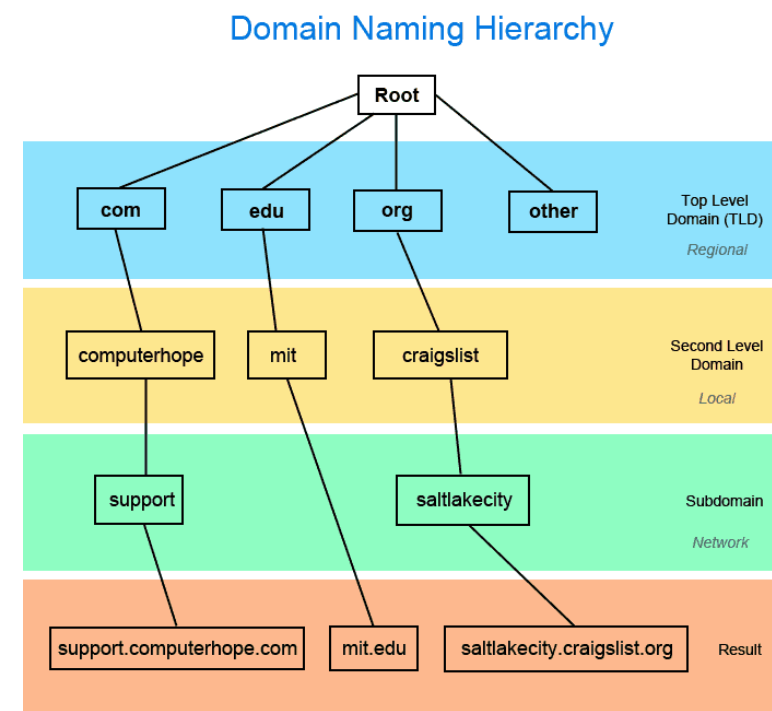 Domain Naming Hierarchy
Root
com
edu
org
other
Top Level
Domain (TLD)
Regional
computerhope
mit
craigslist
Second Level
Domain
Local
support
saltlakecity
Subdomain
Network
support.computerhope.com
mit.edu
saltlakecity.craigslist.org
Result